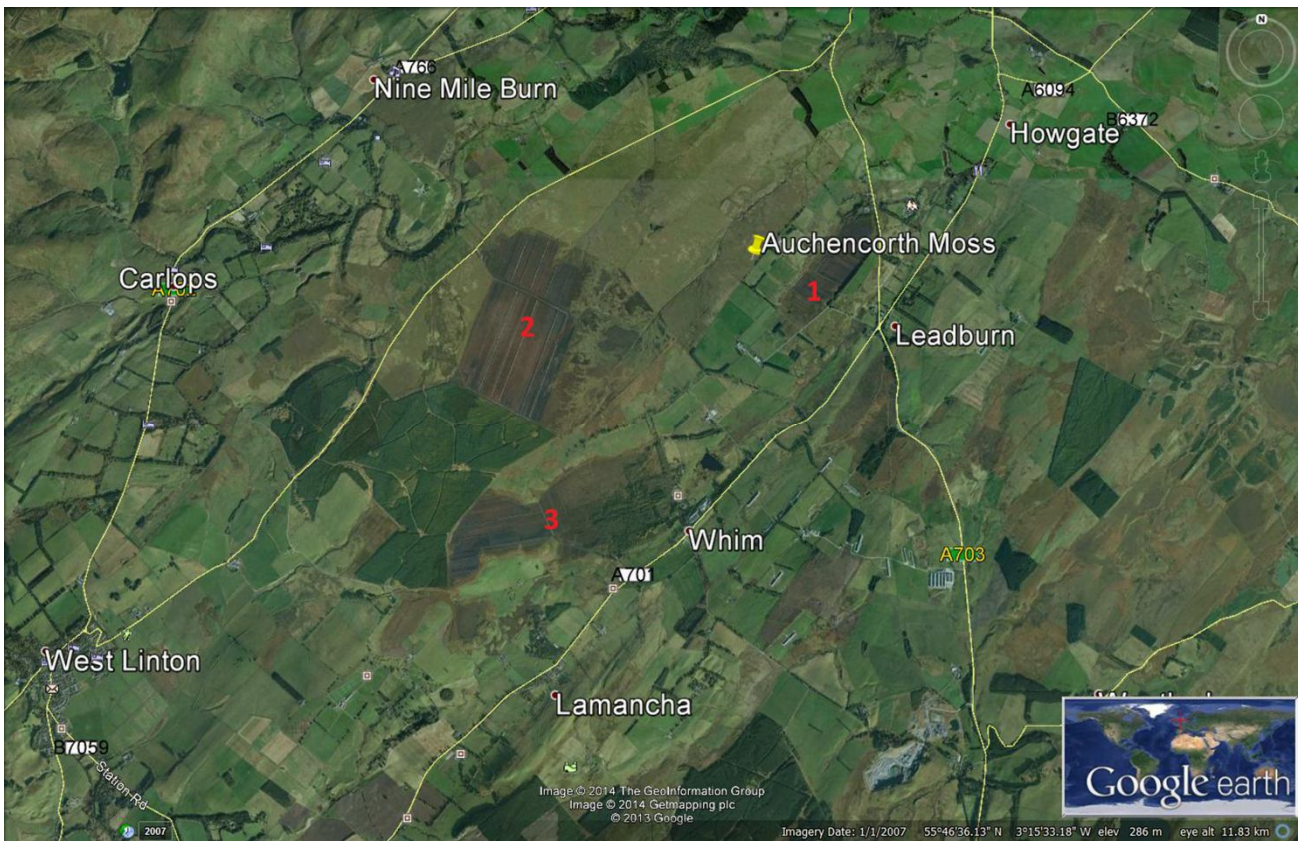 N
A766
Nine Mile Burn
A6094
Howgate
B6372
Auchencorth Moss
Carlops
1
2
Leadburn
3
Whim
A703
A701
West Linton
Lamancha
B7059
Station Rd
Google earth
Image © 2014 The GeoInformation Group
Image © 2014 Getmapping plc
© 2013 Google
2007
Imagery Date: 1/1/2007 55°46'36.13" N 3°15'33.18" W elev 286 m eye alt 11.83 km